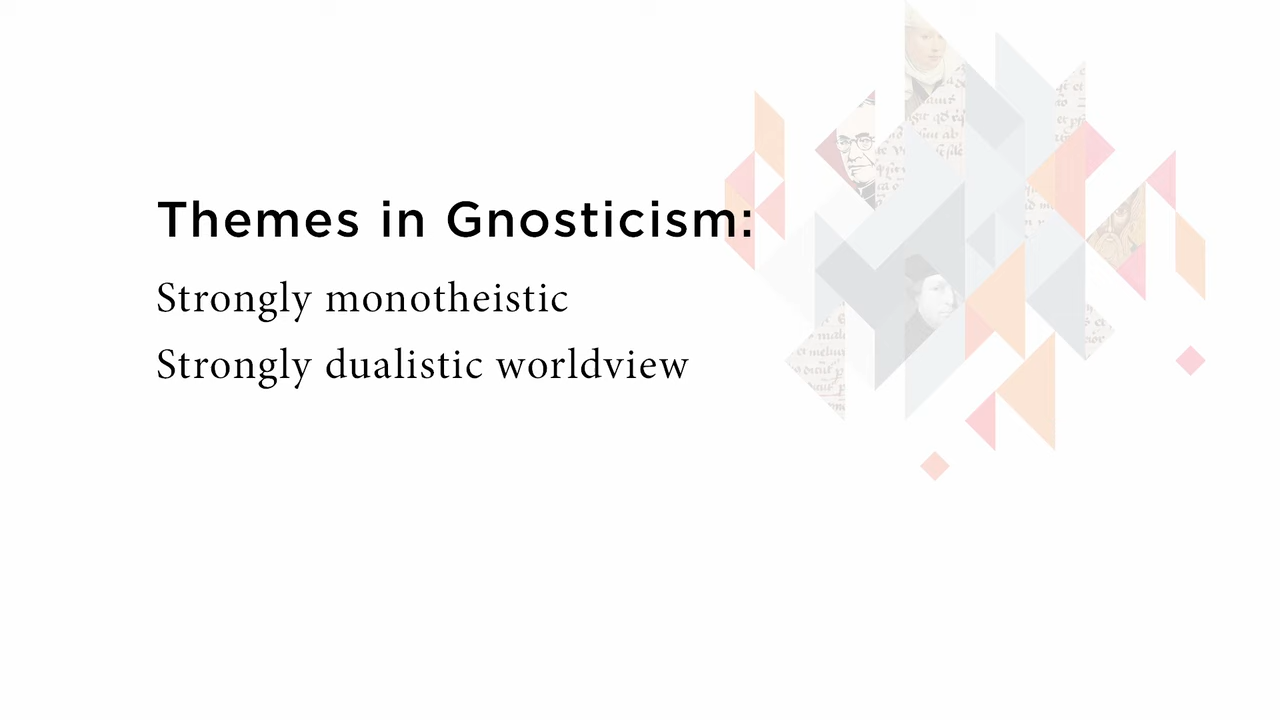 Themes in Gnosticism:
Strongly monotheistic
Strongly dualistic worldview